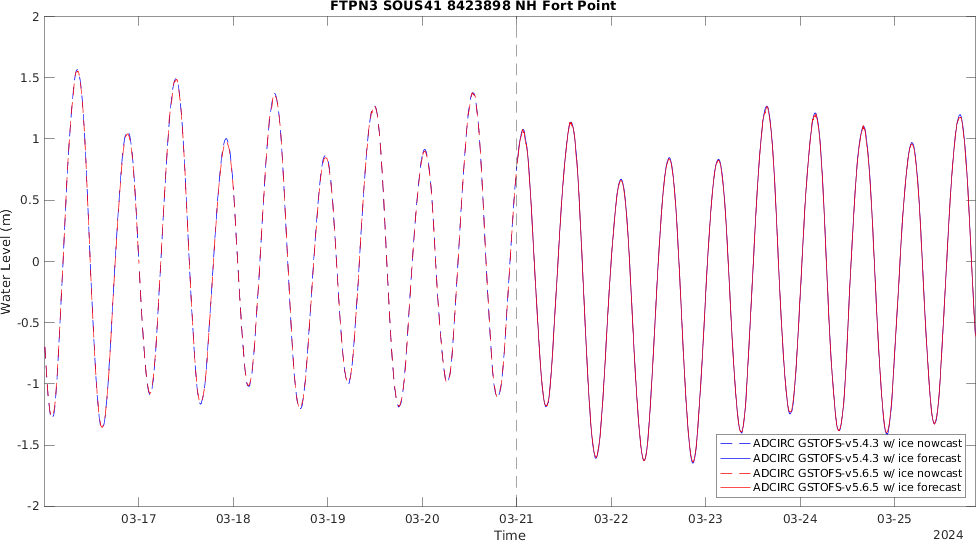 FTPN3 SOUS41 8423898 NH Fort Point
2
1.5
1
0.5
0
-0.5
-1
-1.5
-2
Water Level (m)
ADCIRC GSTOFS-v5.4.3 w/ ice nowcast
ADCIRC GSTOFS-v5.4.3 w/ ice forecast
ADCIRC GSTOFS-v5.6.5 w/ ice nowcast
ADCIRC GSTOFS-v5.6.5 w/ ice forecast
03-17 03-18 03-19 03-20 03-21 03-22 03-23 03-24 03-25
Time
2024